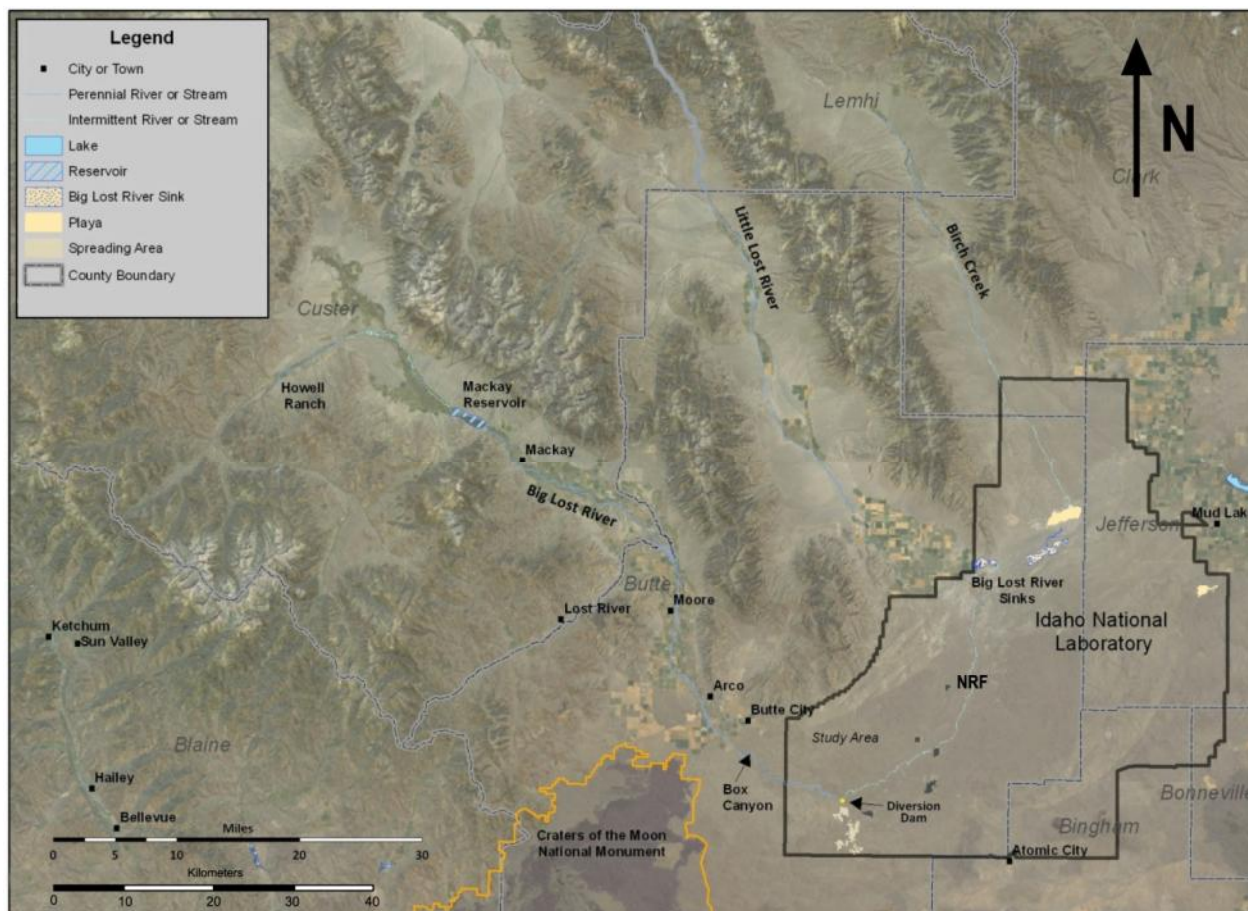 Legend
City or Town
Perennial River or Stream
Intermittent River or Stream
Lake
Reservoir
Big Lost River Sink
Playa
Spreading Area
County Boundary
N
Lemhi
Clark
Little Lost River
Birch Creek
Custer
Howell
Ranch
Mackay
Reservoir
Mackay
Big Lost River
Jefferson
Mud Lake
Big Lost River
Sinks
Butte
Moore
Lost River
Idaho National
Laboratory
Ketchum
Sun Valley
NRF
Arco
Butte City
Study Area
Blaine
Hailey
Box
Canyon
Diversion
Dam
Bonneville
Bellevue
Bingham
Craters of the Moon
National Monument
Atomic City
Miles
0 5 10 20 30
Kilometers
0 10 20 30 40